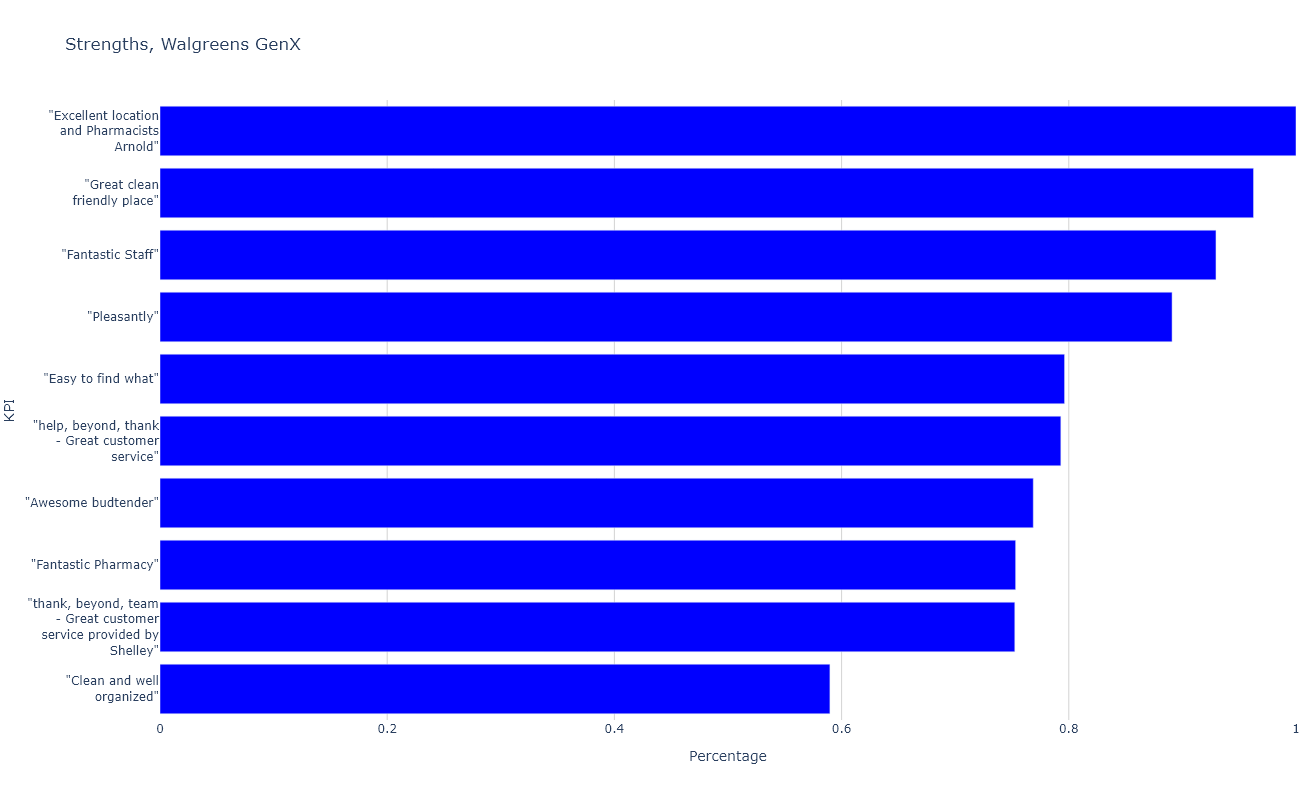 Strengths, Walgreens GenX
"Excellent location
and Pharmacists
Arnold"
"Great clean
friendly place"
"Fantastic Staff"
"Pleasantly"
"Easy to find what"
"help, beyond, thank
- Great customer
service"
"Awesome budtender"
"Fantastic Pharmacy"
"thank, beyond, team
- Great customer
service provided by
Shelley"
"Clean and well
organized"
KPI
0 0.2 0.4 0.6 0.8 1
Percentage